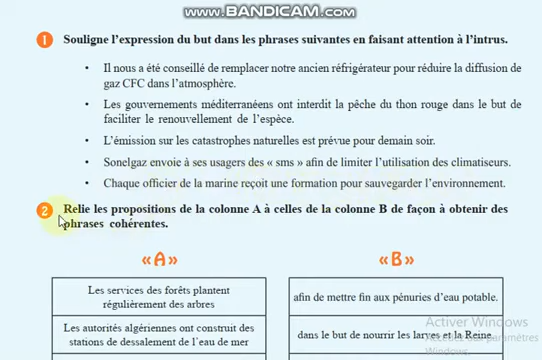 www.BANDICAM.com
1 Souligne l'expression du but dans les phrases suivantes en faisant attention à l'intrus.
• Il nous a été conseillé de remplacer notre ancien réfrigérateur pour réduire la diffusion de
gaz CFC dans l'atmosphère.
• Les gouvernements méditerranéens ont interdit la pêche du thon rouge dans le but de
faciliter le renouvellement de l'espèce.
• L'émission sur les catastrophes naturelles est prévue pour demain soir.
• Sonelgaz envoie à ses usagers des « sms » afin de limiter l'utilisation des climatiseurs.
• Chaque officier de la marine reçoit une formation pour sauvegarder l'environnement.
2 Relie les propositions de la colonne A à celles de la colonne B de façon à obtenir des
phrases cohérentes.
«A» «B»
Les services des forêts plantent
régulièrement des arbres
afin de mettre fin aux pénuries d'eau potable.
Les autorités algériennes ont construit des
stations de dessalement de l'eau de mer
dans le but de nourrir les larves et la Reine.
Activer Windows
paramètres
Windows.